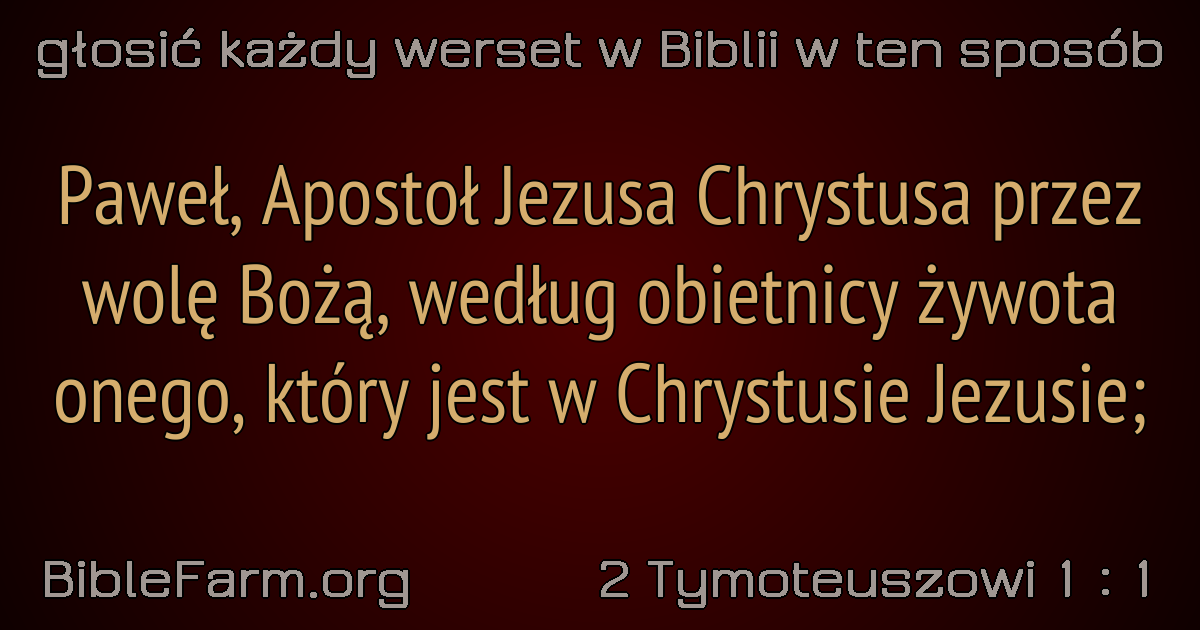 głosić każdy werset w Biblii w ten sposób
Paweł, Apostoł Jezusa Chrystusa przez
wolę Bożą, według obietnicy żywota
onego, który jest w Chrystusie Jezusie;
BibleFarm.org
2 Tymoteuszowi 1 : 1